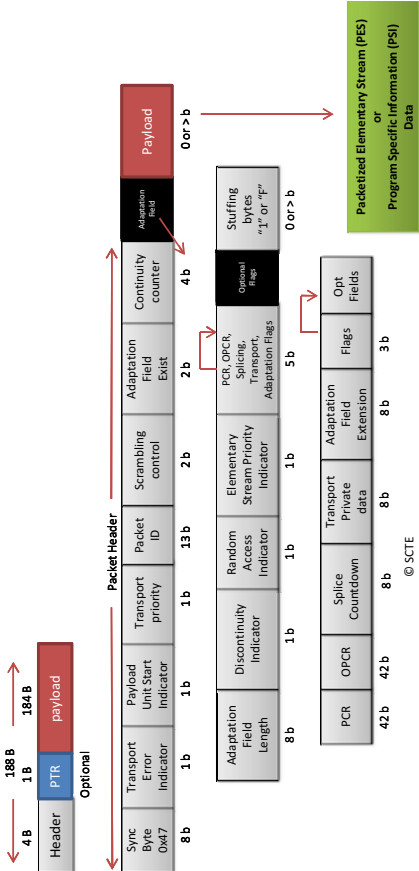 188 B
4 B
1 B
184 B
Header
PTR
payload
Optional
Packet Header
Sync
Byte
0x47
Transport
Error
Indicator
Payload
Unit Start
Indicator
Transport
priority
Packet
ID
Scrambling
control
Adaptation
Field
Exist
Continuity
counter
Adaptation
Field
Payload
8 b
1 b
1 b
1 b
13 b
2 b
2 b
4 b
0 or > b
Adaptation
Field
Length
Discontinuity
Indicator
Random
Access
Indicator
Elementary
Stream Priority
Indicator
PCR, OPCR,
Splicing,
Transport,
Adaptation Flags
Optional
Flags
Stuffing
bytes
“1” or “F”
8 b
1 b
1 b
1 b
5 b
0 or > b
PCR
OPCR
Splice
Countdown
Transport
Private
data
Adaptation
Field
Extension
Flags
Opt
Fields
42 b
42 b
8 b
8 b
8 b
3 b
Packetized Elementary Stream (PES)
or
Program Specific Information (PSI)
Data
© SCTE